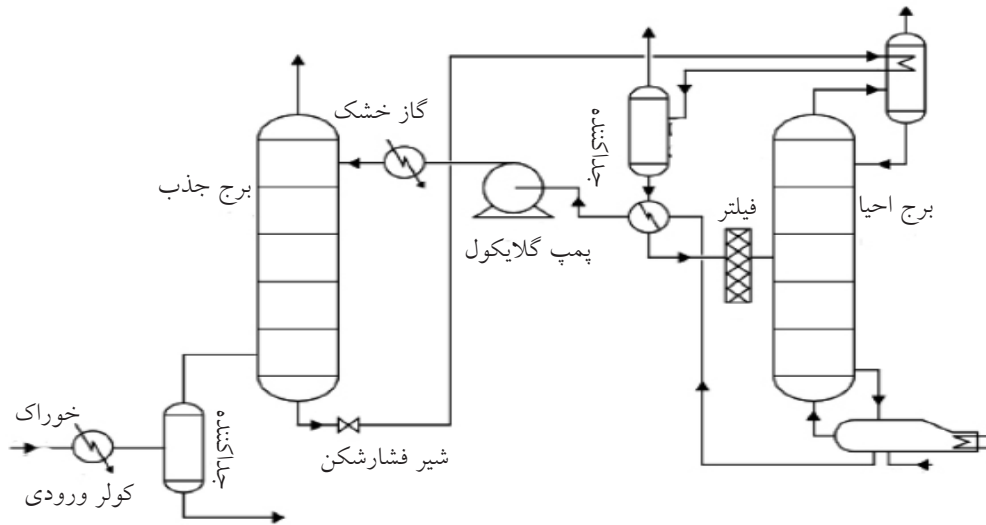 گاز خشک
برج جذب
جداکننده
فیلتر
برج احیا
پمپ گلایکول
خوراک
جداکننده
شیر فشارشکن
کولر ورودی